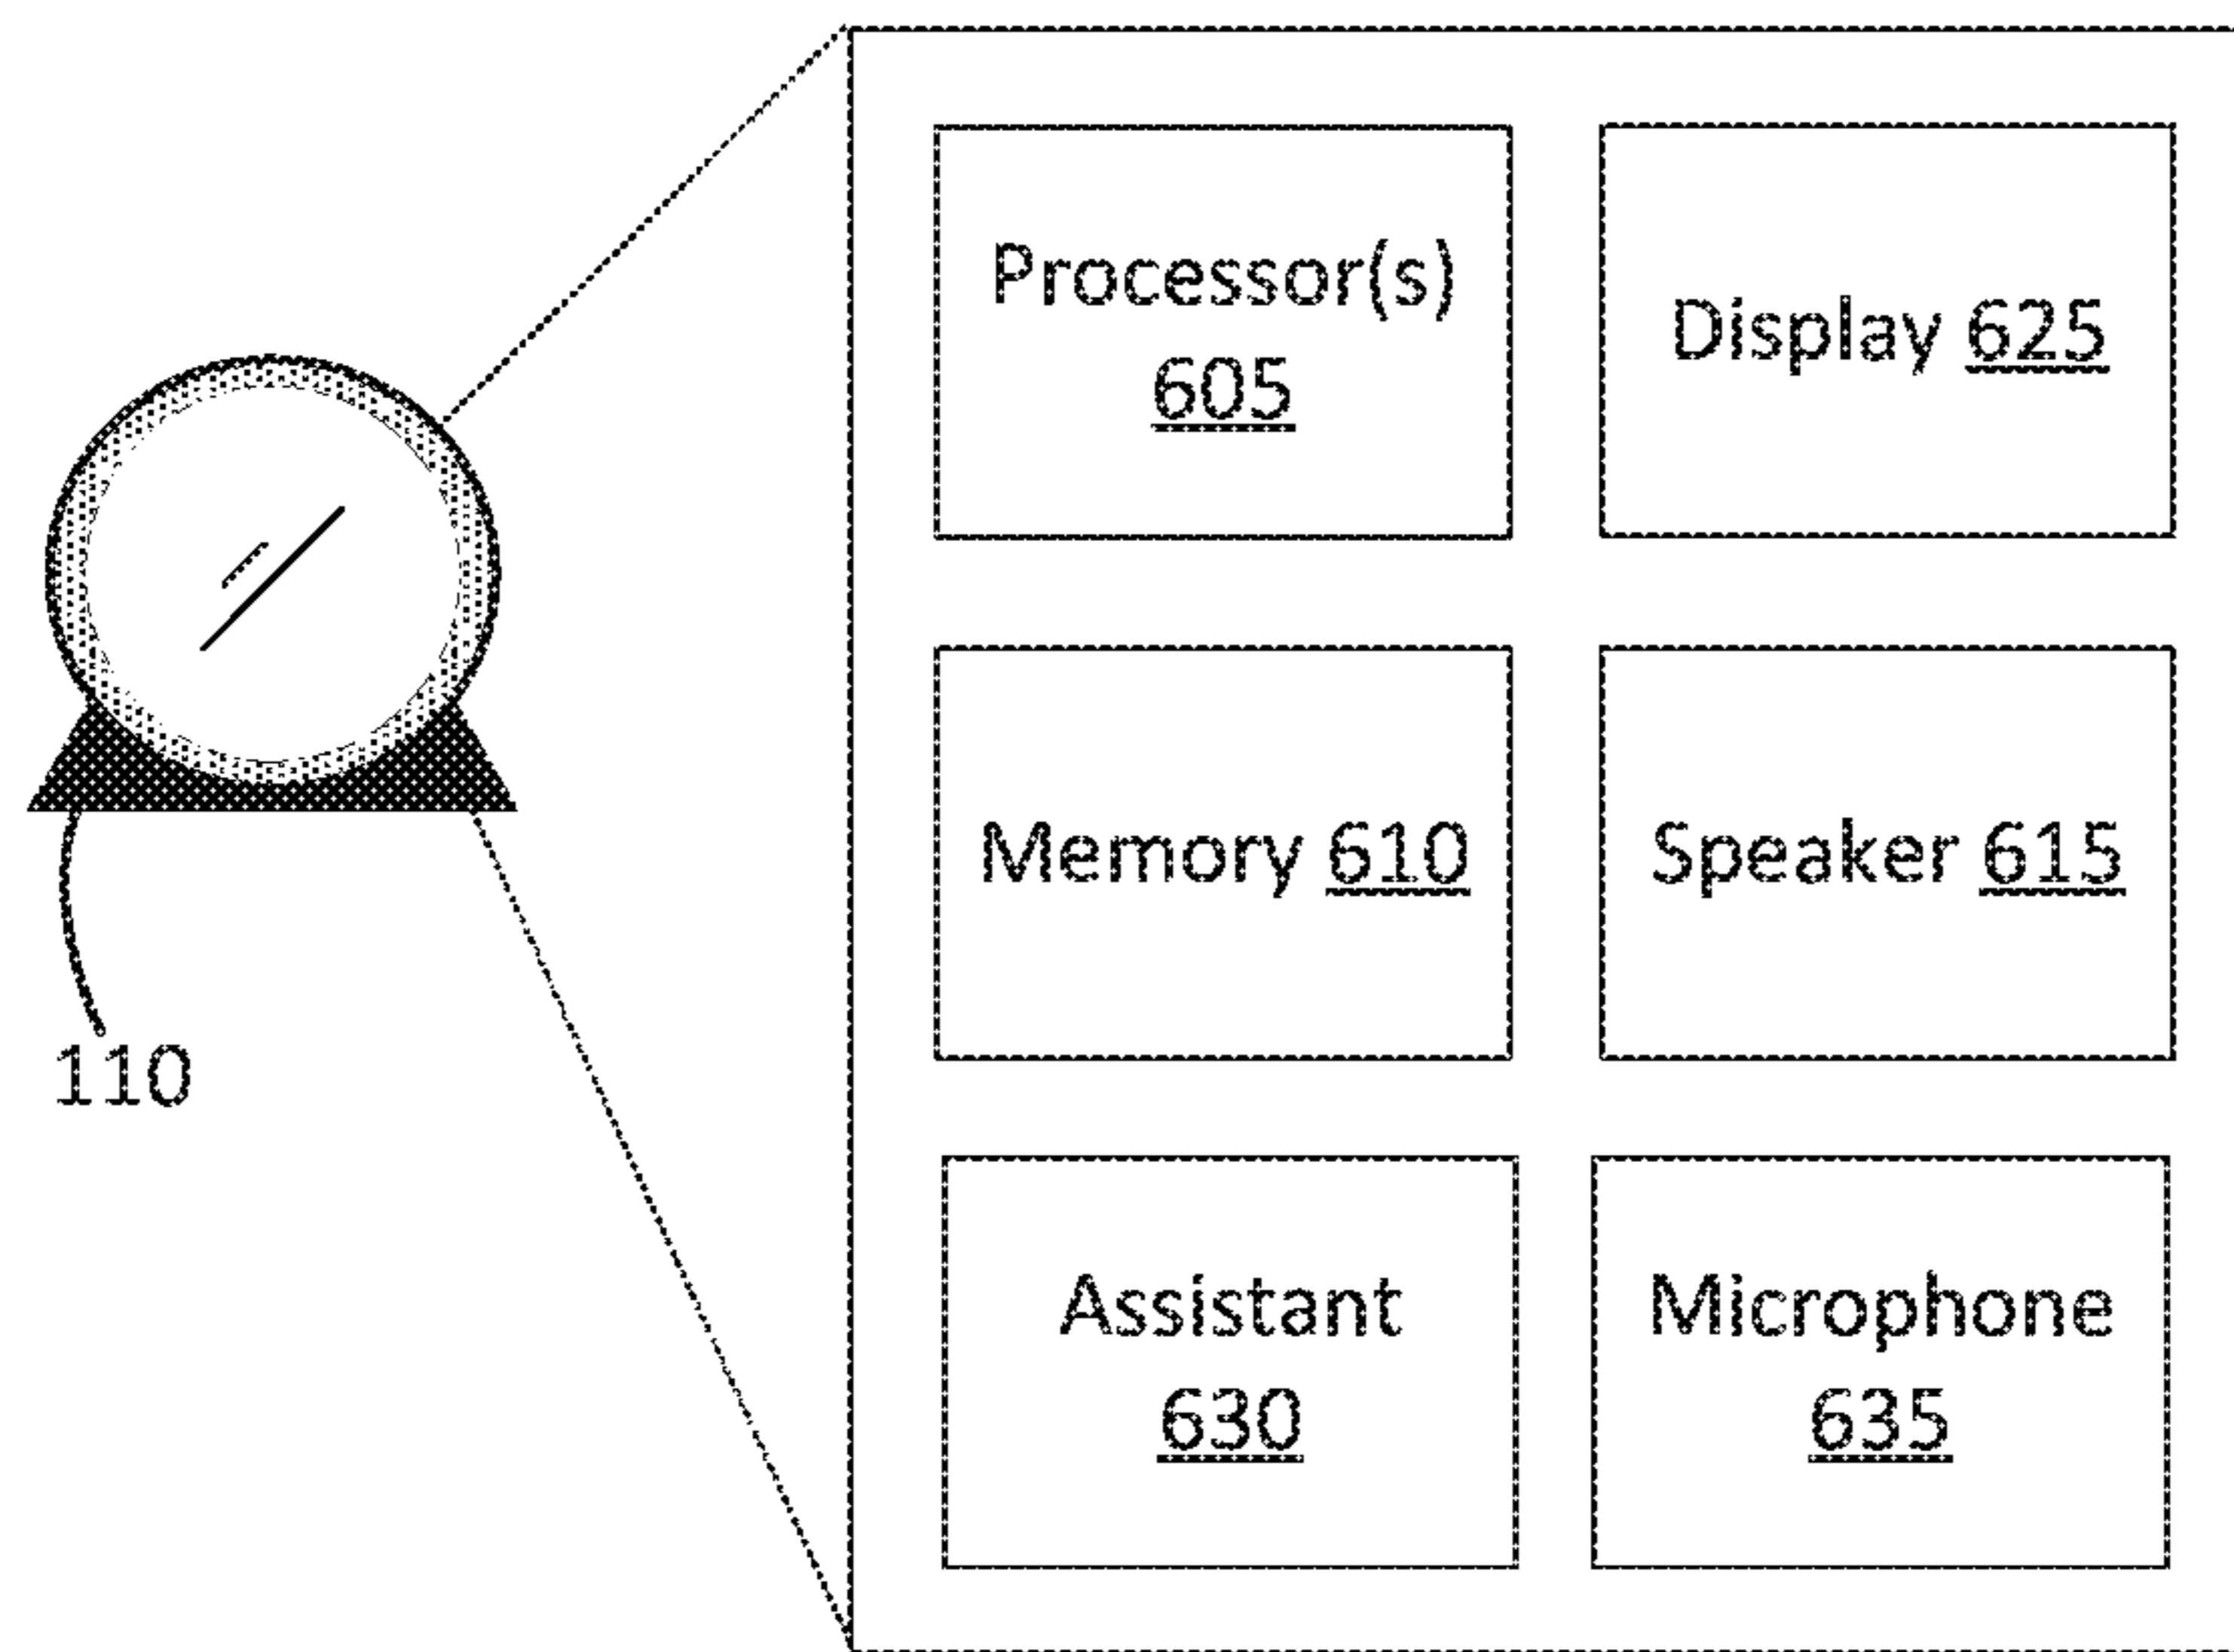 Processor(s)
605
Display 625
Memory 610
Speaker 615
Assistant
630
Microphone
635
110